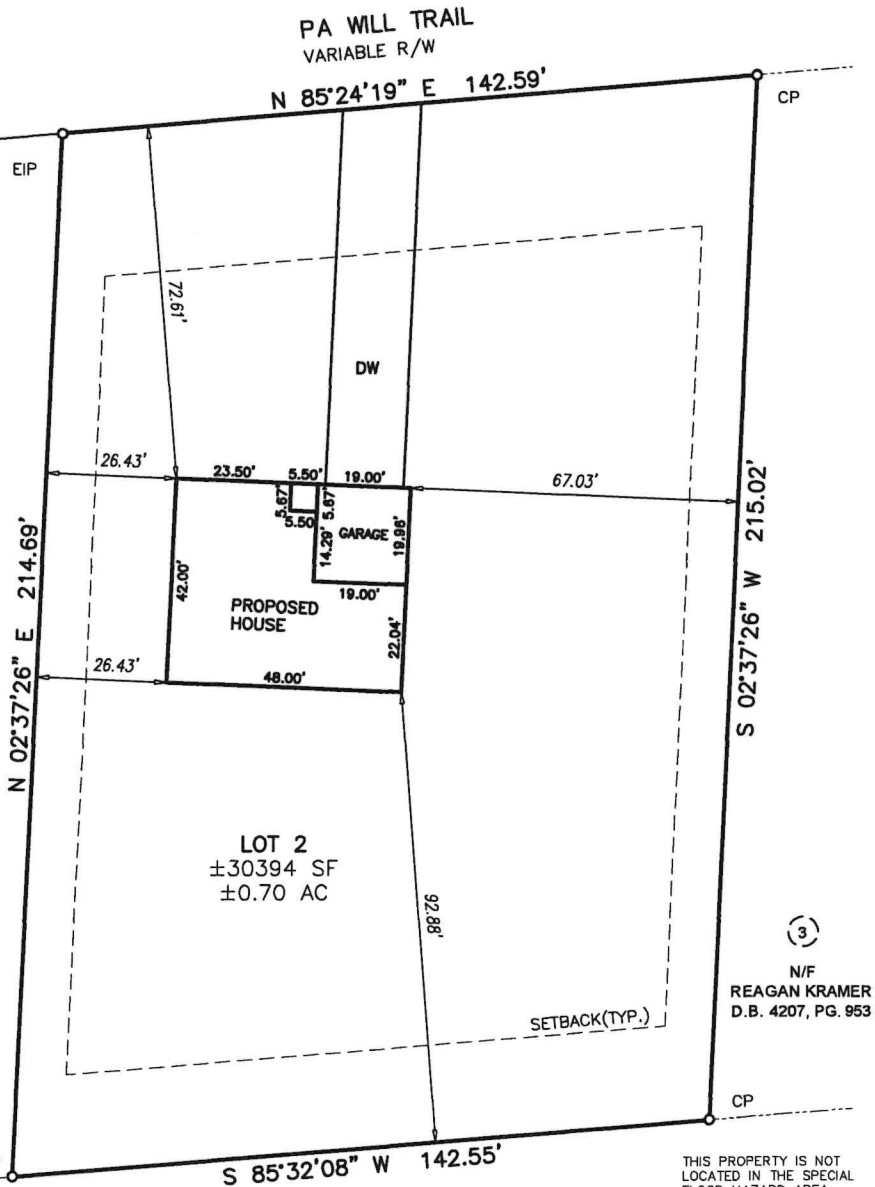 PA WILL TRAIL
VARIABLE R/W
N 85°24'19" E 142.59'
CP
EIP
72.61'
DW
26.43'
23.50'
5.50'
19.00'
67.03'
5.67'
5.67'
5.50
GARAGE
19.96'
14.29'
19.00'
42.00'
PROPOSED
HOUSE
22.04'
N 02°37'26" E 214.69'
S 02°37'26" W 215.02'
26.43'
48.00'
LOT 2
±30394 SF
±0.70 AC
92.88'
3
N/F
REAGAN KRAMER
D.B. 4207, PG. 953
SETBACK(TYP.)
CP
S 85°32'08" W 142.55'
THIS PROPERTY IS NOT
LOCATED IN THE SPECIAL
FLOOD HAZARD AREA